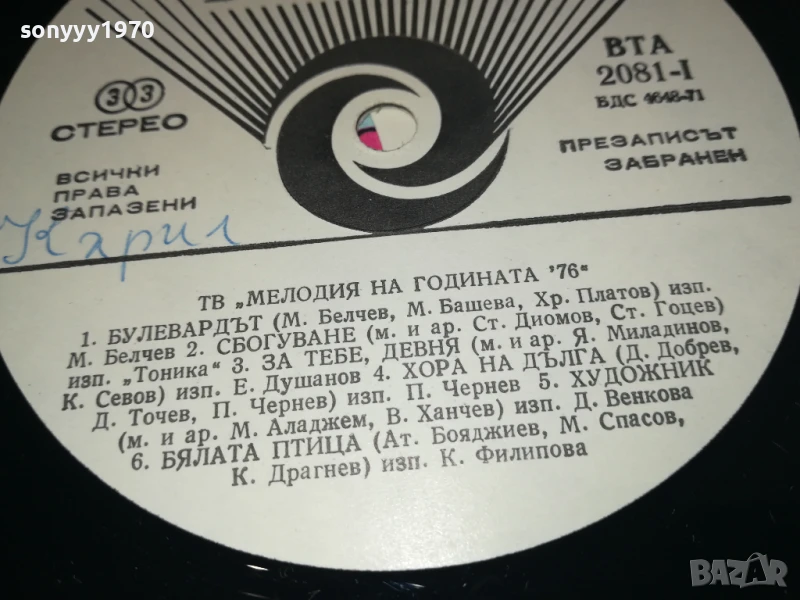 sonyyy1970
33
СТЕРЕО
ВСИЧКИ
ПРАВА
ЗАПАЗЕНИ
ВТА
2081-I
БДС 4648-71
ПРЕЗАПИСЪТ
ЗАБРАНЕН
Кирил
ТВ „МЕЛОДИЯ НА ГОДИНАТА '76“
1. БУЛЕВАРДЪТ (М. Белчев, М. Башева, Хр. Платов) изп.
М. Белчев 2. СБОГУВАНЕ (м. и ар. Ст. Диомов, Ст. Гоцев)
изп. „Тоника“ 3. ЗА ТЕБЕ, ДЕВНЯ (м. и ар. Я. Миладинов,
К. Севов) изп. Е. Душанов 4. ХОРА НА ДЪЛГА (Д. Добрев,
Д. Точев, П. Чернев) изп. П. Чернев 5. ХУДОЖНИК
(м. и ар. М. Аладжем, В. Ханчев) изп. Д. Венкова
6. БЯЛАТА ПТИЦА (Ат. Бояджиев, М. Спасов,
К. Драгнев) изп. К. Филипова
BAZAR